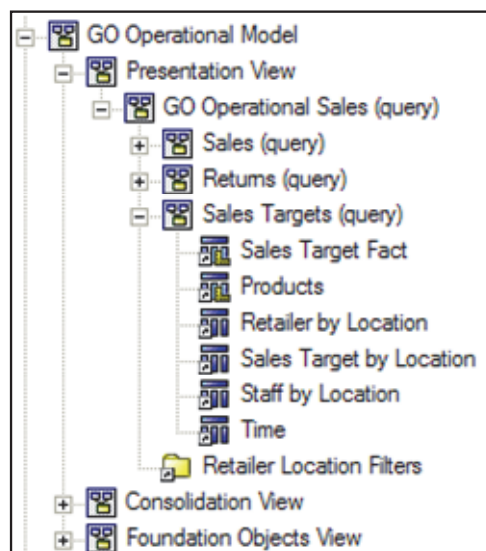 GO Operational Model
Presentation View
GO Operational Sales (query)
Sales (query)
Returns (query)
Sales Targets (query)
Sales Target Fact
Products
Retailer by Location
Sales Target by Location
Staff by Location
Time
Retailer Location Filters
Consolidation View
Foundation Objects View